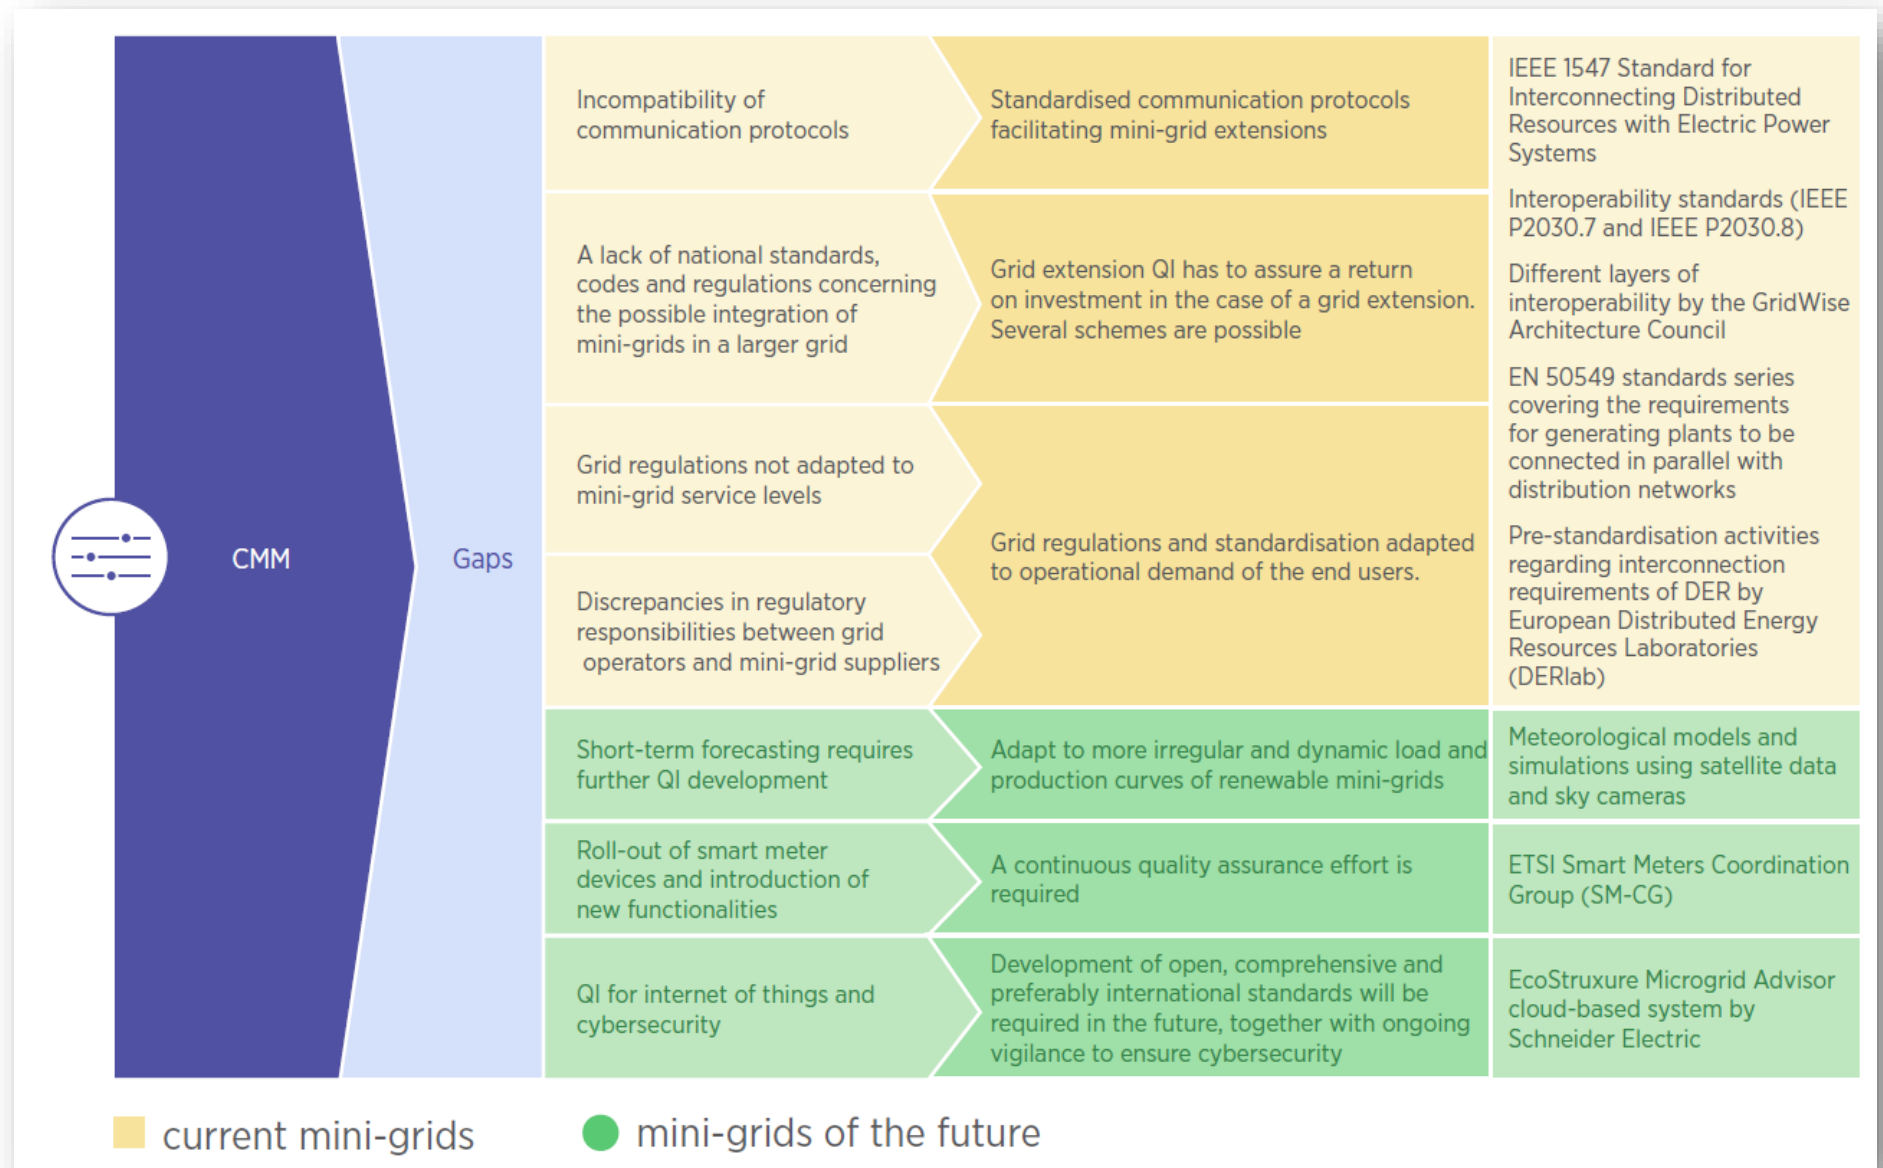 CMM
Gaps
Incompatibility of
communication protocols
Standardised communication protocols
facilitating mini-grid extensions
A lack of national standards,
codes and regulations concerning
the possible integration of
mini-grids in a larger grid
Grid extension QI has to assure a return
on investment in the case of a grid extension.
Several schemes are possible
Grid regulations not adapted to
mini-grid service levels
Discrepancies in regulatory
responsibilities between grid
operators and mini-grid suppliers
Grid regulations and standardisation adapted
to operational demand of the end users.
IEEE 1547 Standard for
Interconnecting Distributed
Resources with Electric Power
Systems
Interoperability standards (IEEE
P2030.7 and IEEE P2030.8)
Different layers of
interoperability by the GridWise
Architecture Council
EN 50549 standards series
covering the requirements
for generating plants to be
connected in parallel with
distribution networks
Pre-standardisation activities
regarding interconnection
requirements of DER by
European Distributed Energy
Resources Laboratories
(DERlab)
Short-term forecasting requires
further QI development
Adapt to more irregular and dynamic load and
production curves of renewable mini-grids
Meteorological models and
simulations using satellite data
and sky cameras
Roll-out of smart meter
devices and introduction of
new functionalities
A continuous quality assurance effort is
required
ETSI Smart Meters Coordination
Group (SM-CG)
QI for internet of things and
cybersecurity
Development of open, comprehensive and
preferably international standards will be
required in the future, together with ongoing
vigilance to ensure cybersecurity
EcoStruxure Microgrid Advisor
cloud-based system by
Schneider Electric
current mini-grids
mini-grids of the future